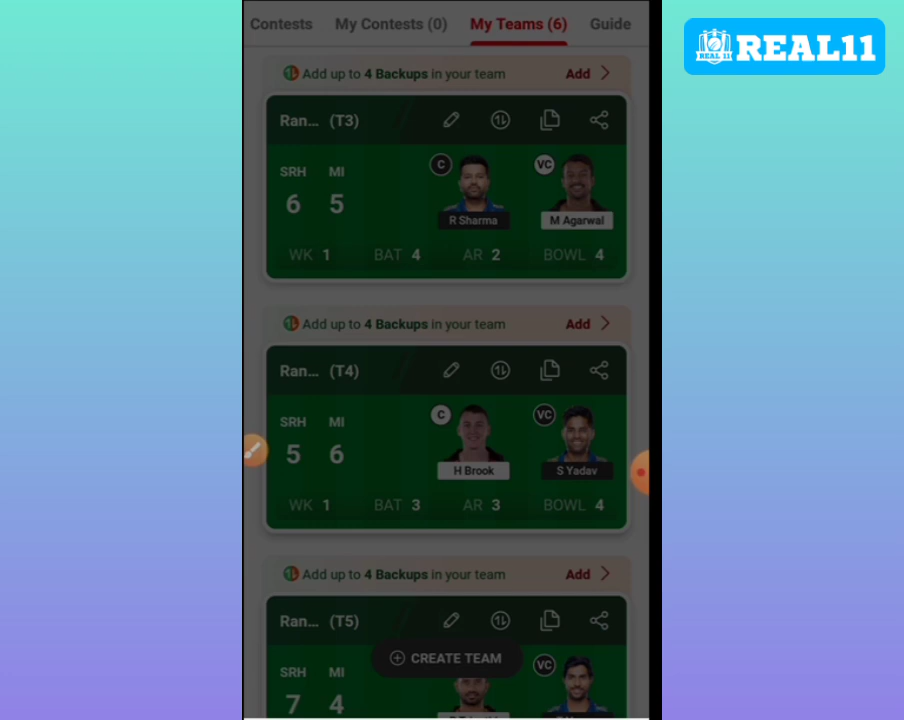 Contests My Contests (0) My Teams (6) Guide
REAL 11 REAL11
Add up to 4 Backups in your team Add
Ran... (T3)
SRH MI C VC
6 5
R Sharma M Agarwal
WK 1 BAT 4 AR 2 BOWL 4
Add up to 4 Backups in your team Add
Ran... (T4)
SRH MI C VC
5 6
H Brook S Yadav
WK 1 BAT 3 AR 3 BOWL 4
Add up to 4 Backups in your team Add
Ran... (T5)
CREATE TEAM
SRH VC
7 4